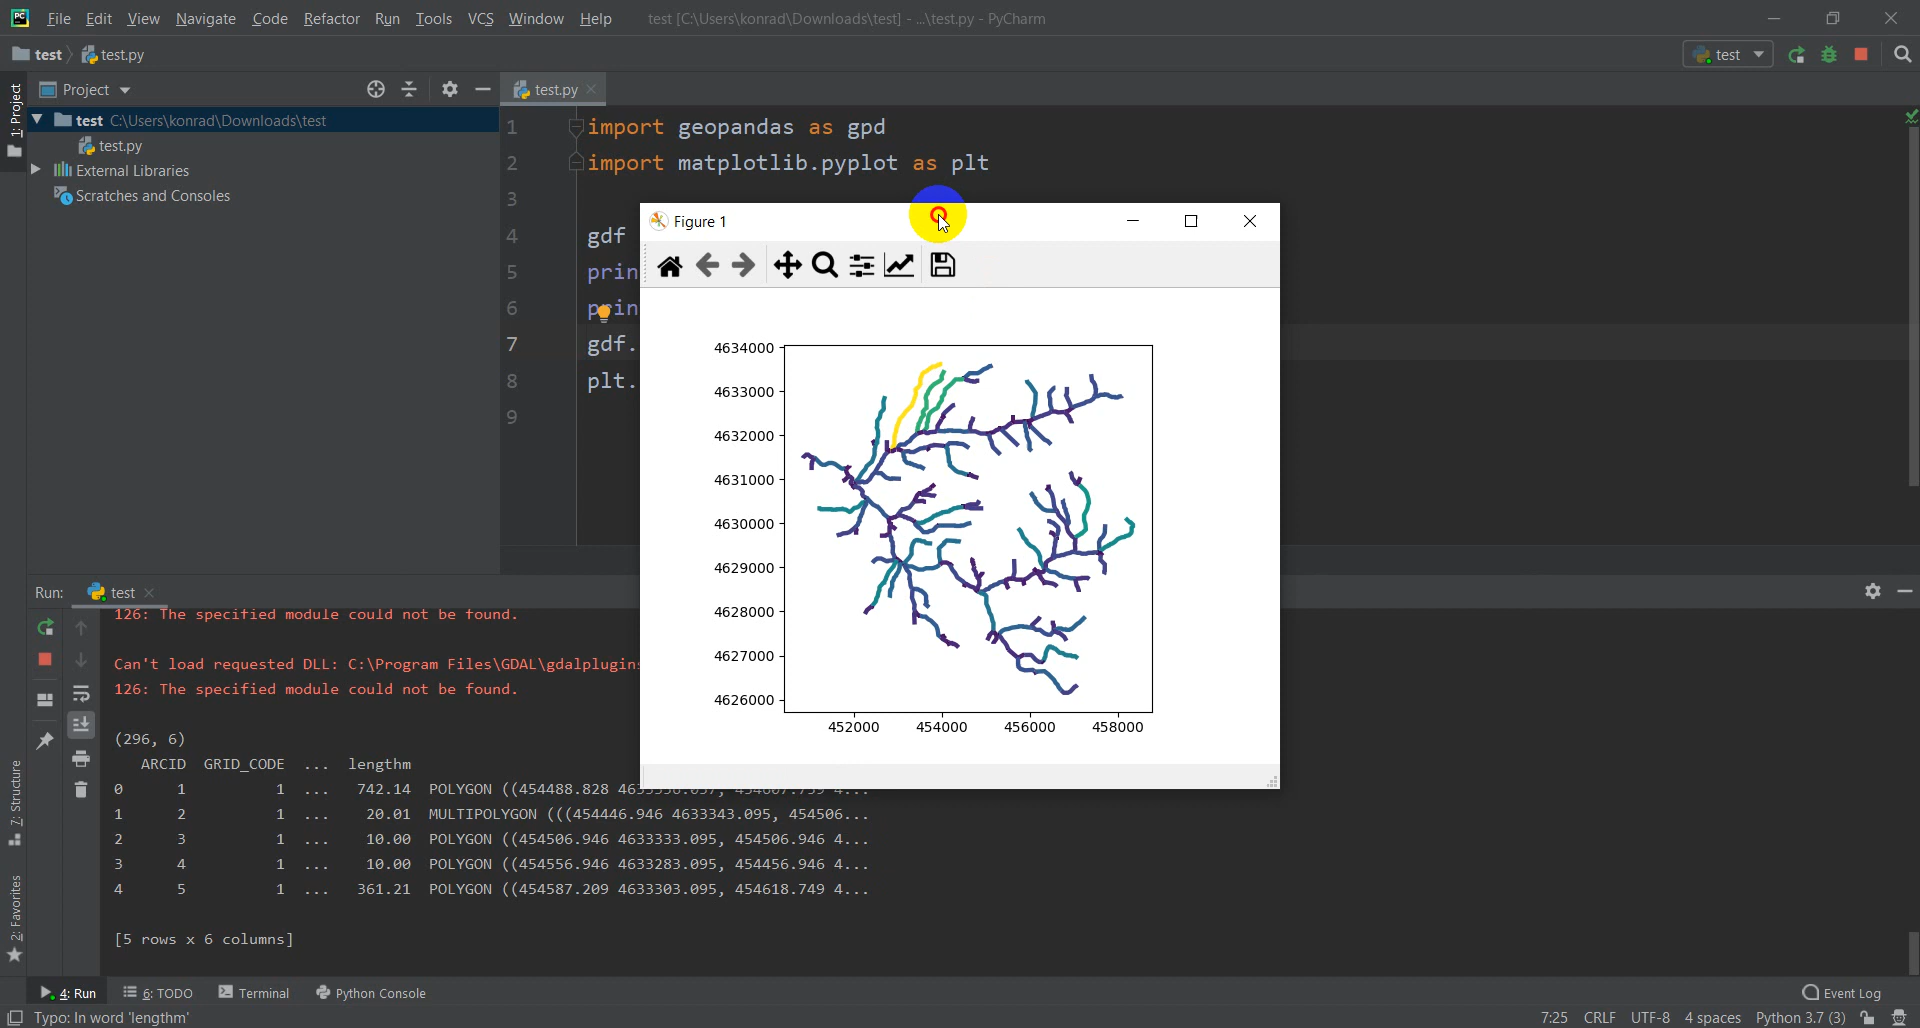 File Edit View Navigate Code Refactor Run Tools VCS Window Help test [C:\Users\konrad\Downloads\test] - ...\test.py - PyCharm
test test.py
test
1: Project
Project
test.py
test C:\Users\konrad\Downloads\test
test.py
External Libraries
Scratches and Consoles
1 import geopandas as gpd
2 import matplotlib.pyplot as plt
3
4 gdf
5 prin
6 prin
7 gdf.
8 plt.
9
Figure 1
4634000
4633000
4632000
4631000
4630000
4629000
4628000
4627000
4626000
452000 454000 456000 458000
Run: test
126: The specified module could not be found.
Can't load requested DLL: C:\Program Files\GDAL\gdalplugins
126: The specified module could not be found.
(296, 6)
ARCID GRID_CODE ... lengthm
0 1 1 ... 742.14 POLYGON ((454488.828
1 2 1 ... 20.01 MULTIPOLYGON (((454446.946 4633343.095, 454506...
2 3 1 ... 10.00 POLYGON ((454506.946 4633333.095, 454506.946 4...
3 4 1 ... 10.00 POLYGON ((454556.946 4633283.095, 454456.946 4...
4 5 1 ... 361.21 POLYGON ((454587.209 4633303.095, 454618.749 4...
[5 rows x 6 columns]
7: Structure
2: Favorites
4: Run 6: TODO Terminal Python Console Event Log
Typo: In word 'lengthm' 7:25 CRLF UTF-8 4 spaces Python 3.7 (3)